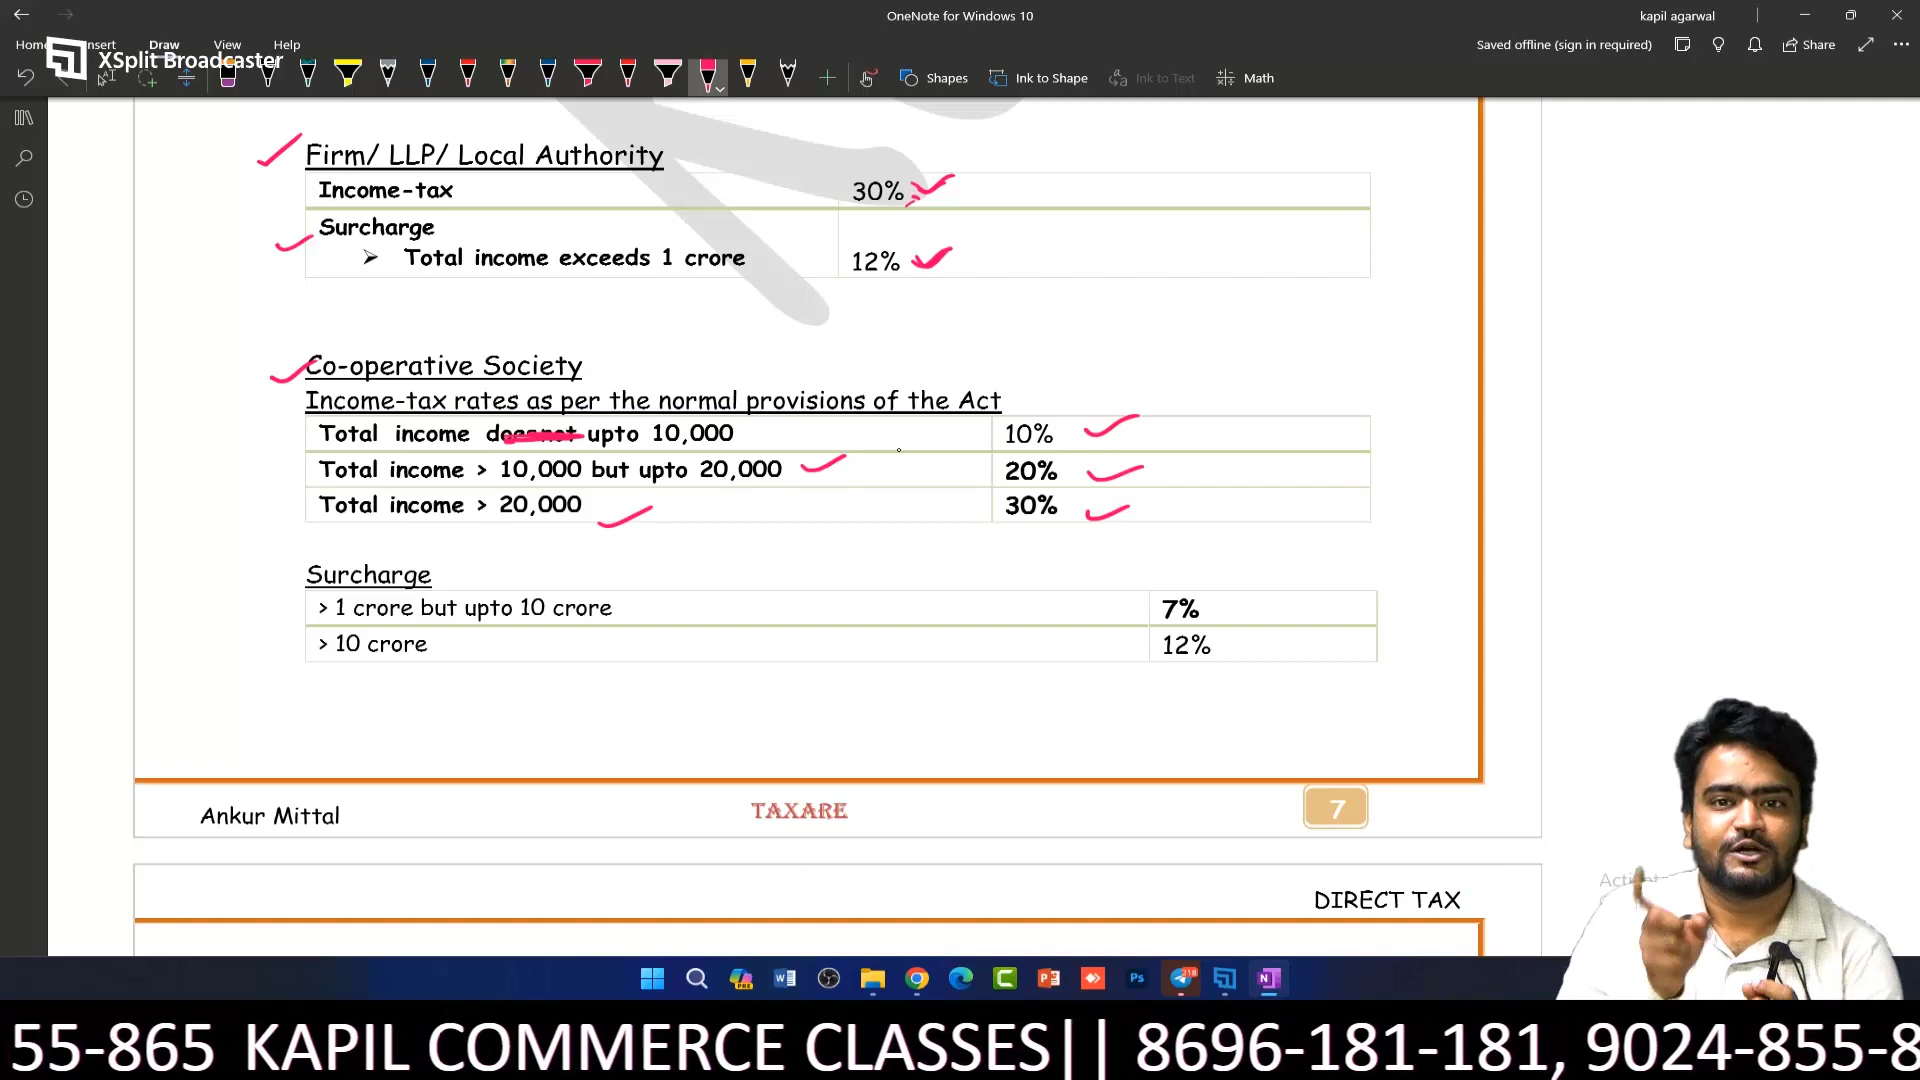 OneNote for Windows 10
kapil agarwal
Home Insert Draw View Help
XSplit Broadcaster
Saved offline (sign in required)
Share
Shapes
Ink to Shape
Ink to Text
Math
Firm/ LLP/ Local Authority
Income-tax 30%
Surcharge
Total income exceeds 1 crore 12%
Co-operative Society
Income-tax rates as per the normal provisions of the Act
Total income doesnot upto 10,000 10%
Total income > 10,000 but upto 20,000 20%
Total income > 20,000 30%
Surcharge
> 1 crore but upto 10 crore 7%
> 10 crore 12%
Ankur Mittal TAXARE 7
DIRECT TAX
218
55-865 KAPIL COMMERCE CLASSES|| 8696-181-181, 9024-855-8